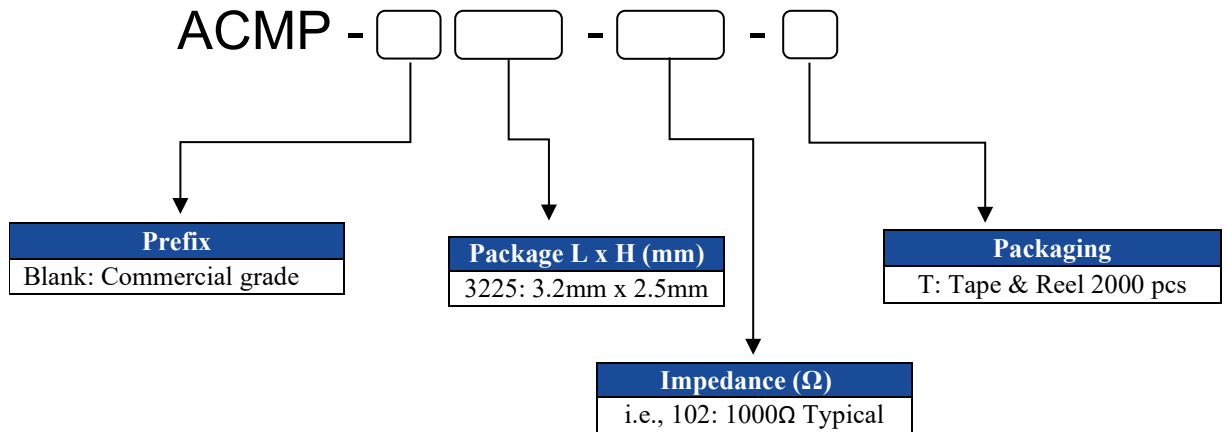 ACMP - - -
Prefix
Blank: Commercial grade
Package L x H (mm)
3225: 3.2mm x 2.5mm
Packaging
T: Tape & Reel 2000 pcs
Impedance (Ω)
i.e., 102: 1000Ω Typical